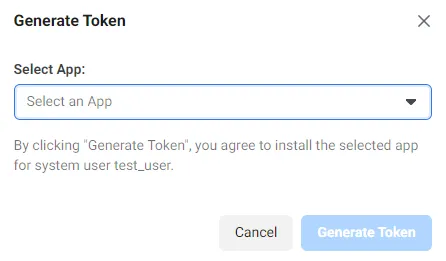 Generate Token
Select App:
Select an App
By clicking "Generate Token", you agree to install the selected app
for system user test_user.
Cancel
Generate Token